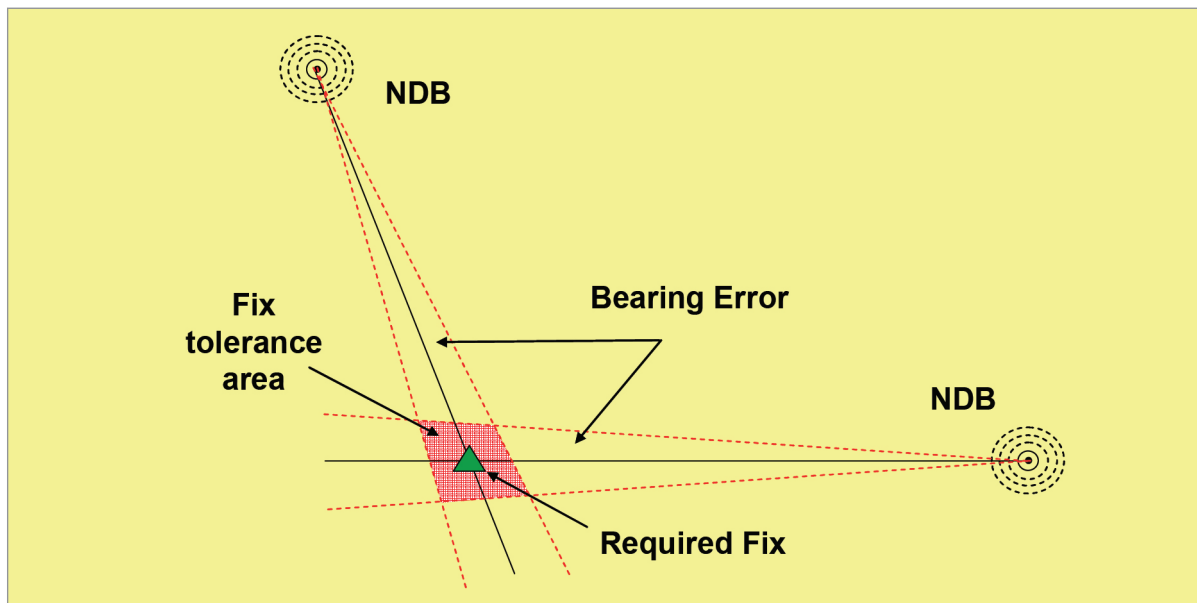 NDB
Bearing Error
Fix
tolerance
area
NDB
Required Fix